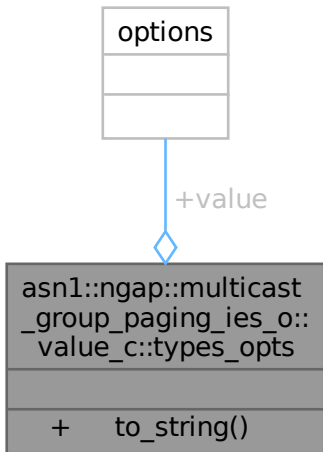 options
+value
asn1::ngap::multicast
_group_paging_ies_o::
value_c::types_opts
+ to_string()